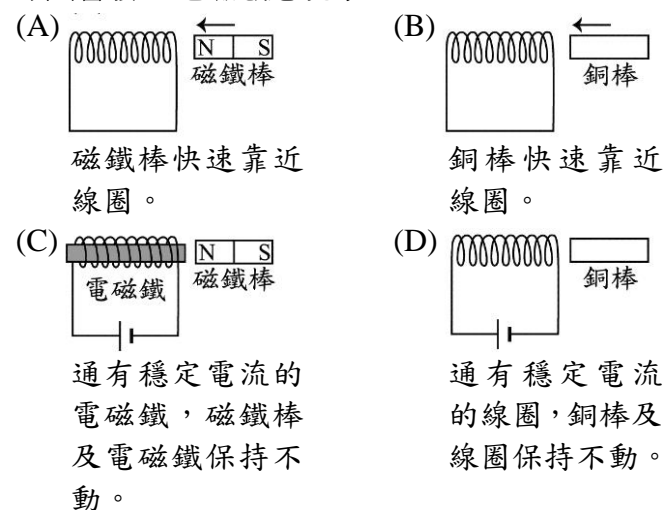 (A)
N S
磁鐵棒
磁鐵棒快速靠近
線圈。
(B)
銅棒
銅棒快速靠近
線圈。
(C)
N S
磁鐵棒
電磁鐵
通有穩定電流的
電磁鐵，磁鐵棒
及電磁鐵保持不
動。
(D)
銅棒
通有穩定電流
的線圈，銅棒及
線圈保持不動。